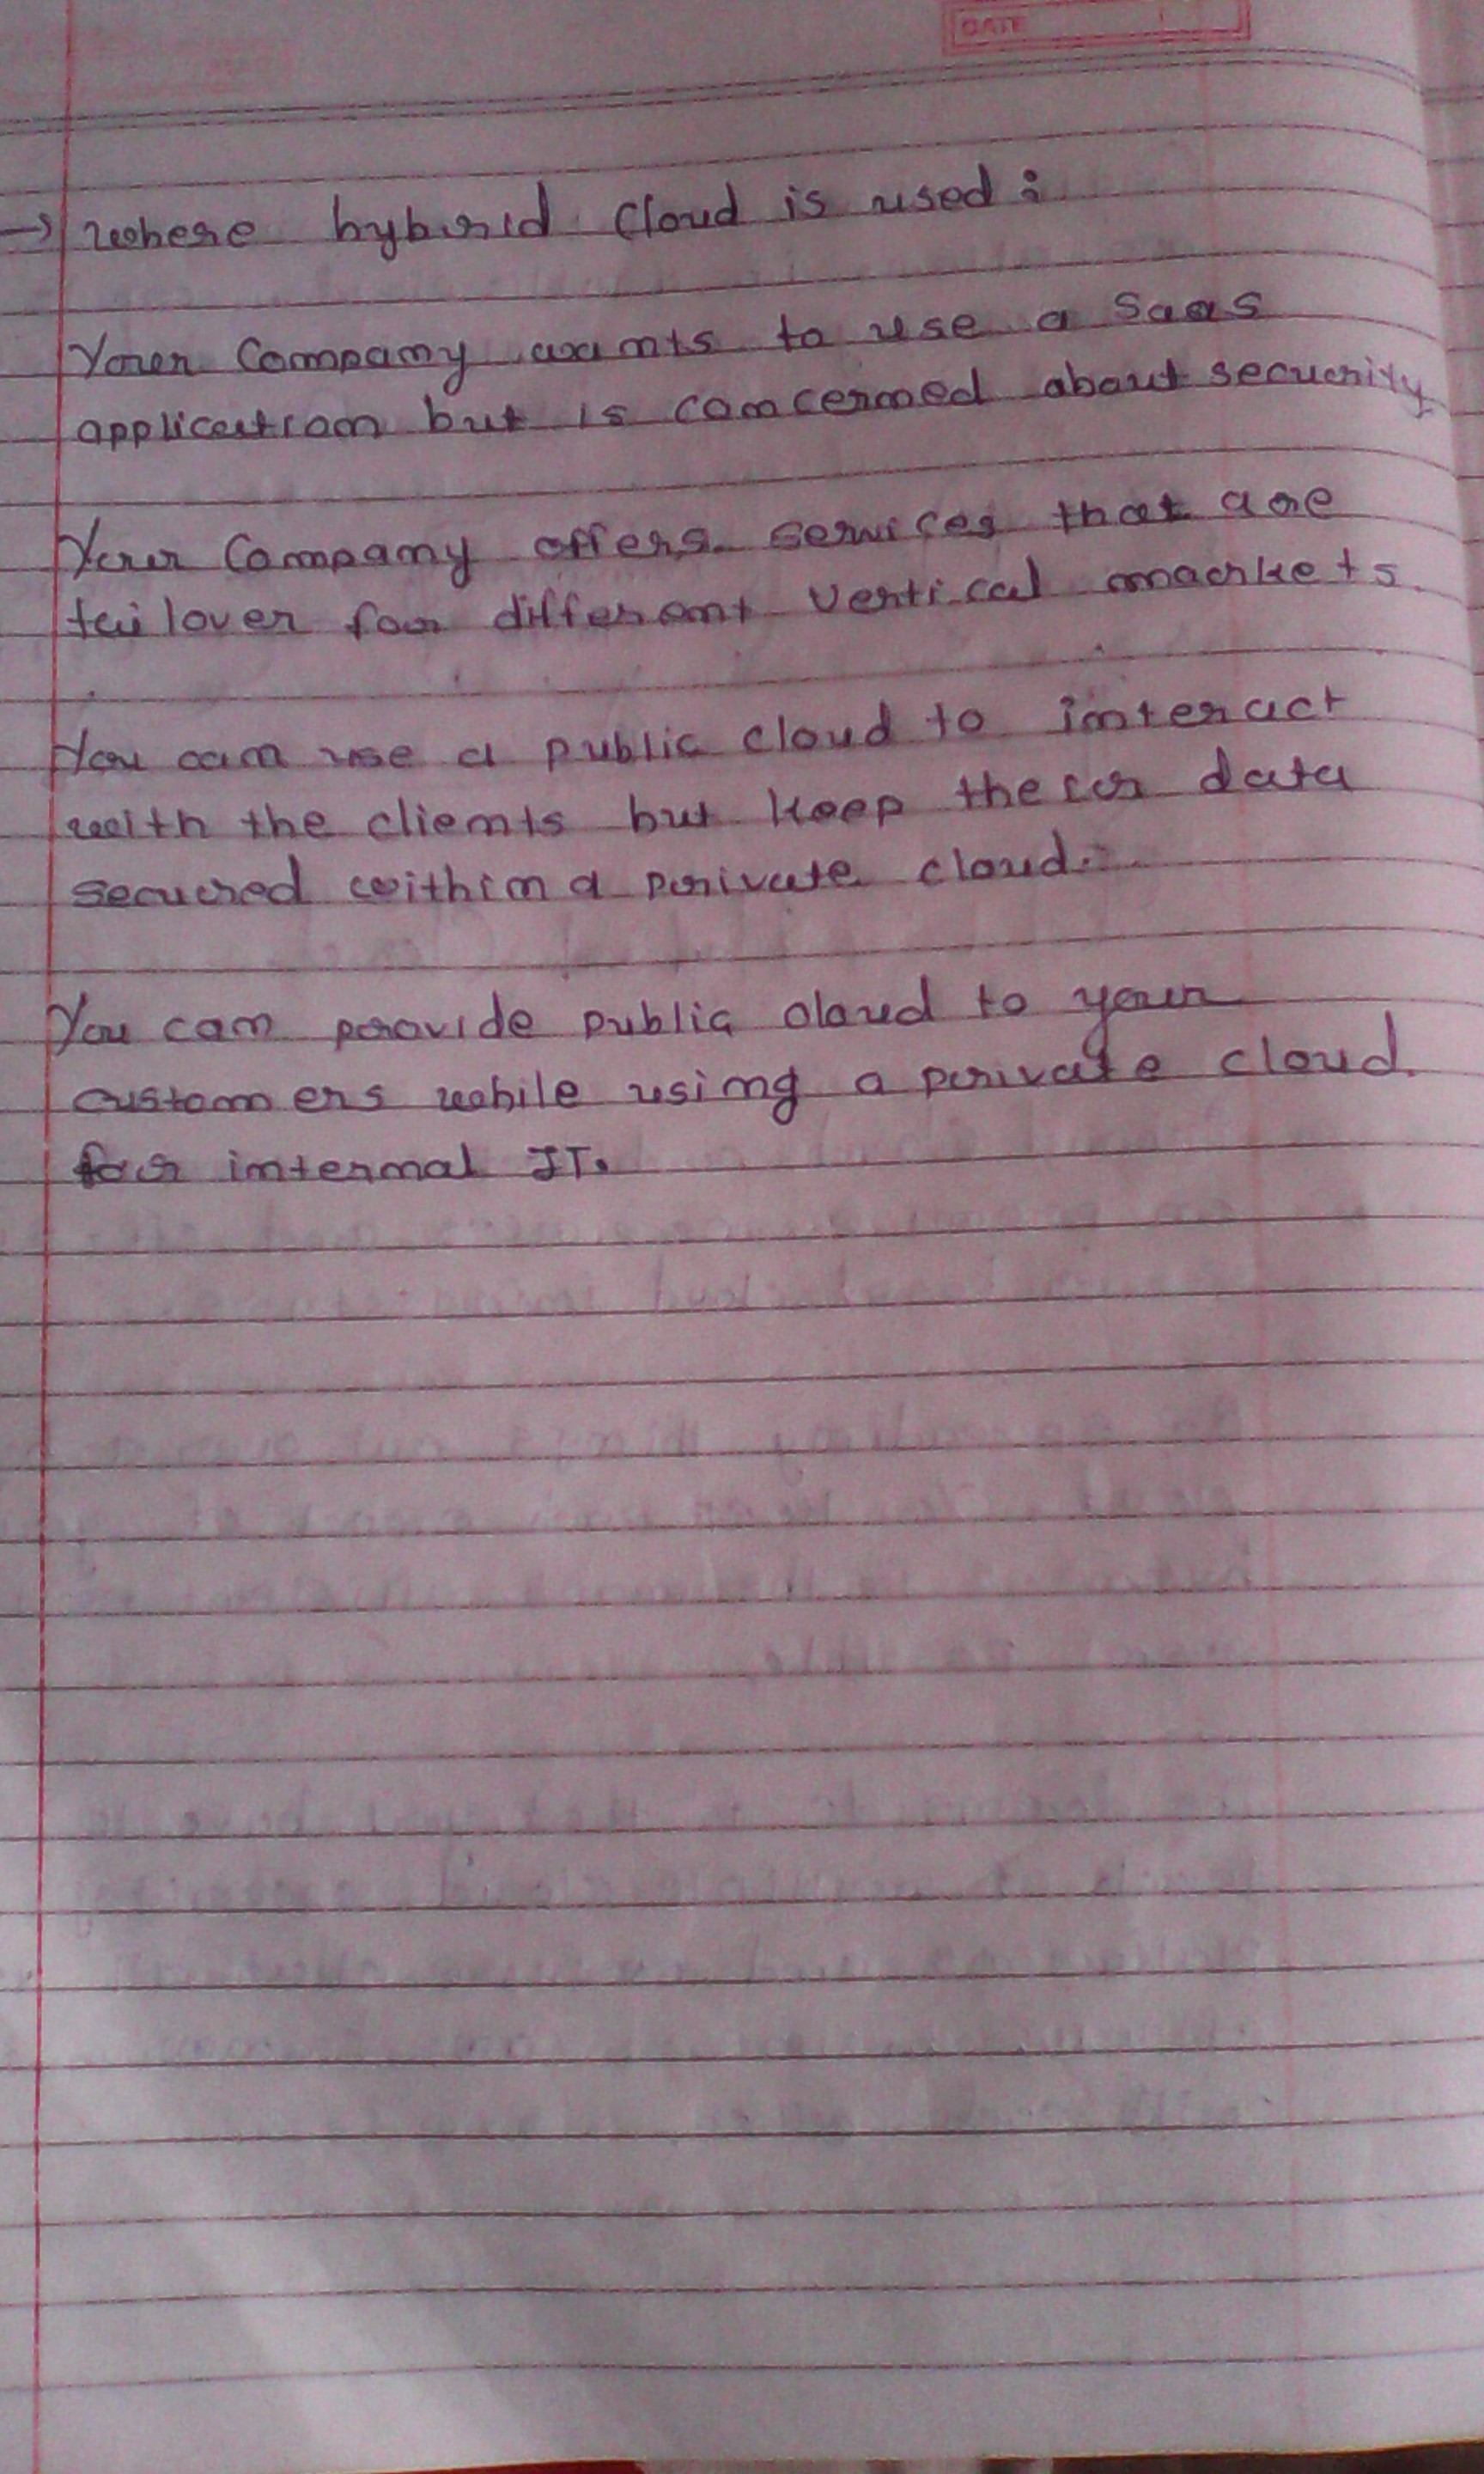 DATE
→ where hybrid cloud is used :
Your Company wants to use a Saas
application but is concerned about security
Your Company offers services that are
tailover for different vertical markets
You can use a public cloud to interact
with the clients but keep their data
secured within a private cloud.
You can provide public cloud to your
customers while using a private cloud
for internal IT.